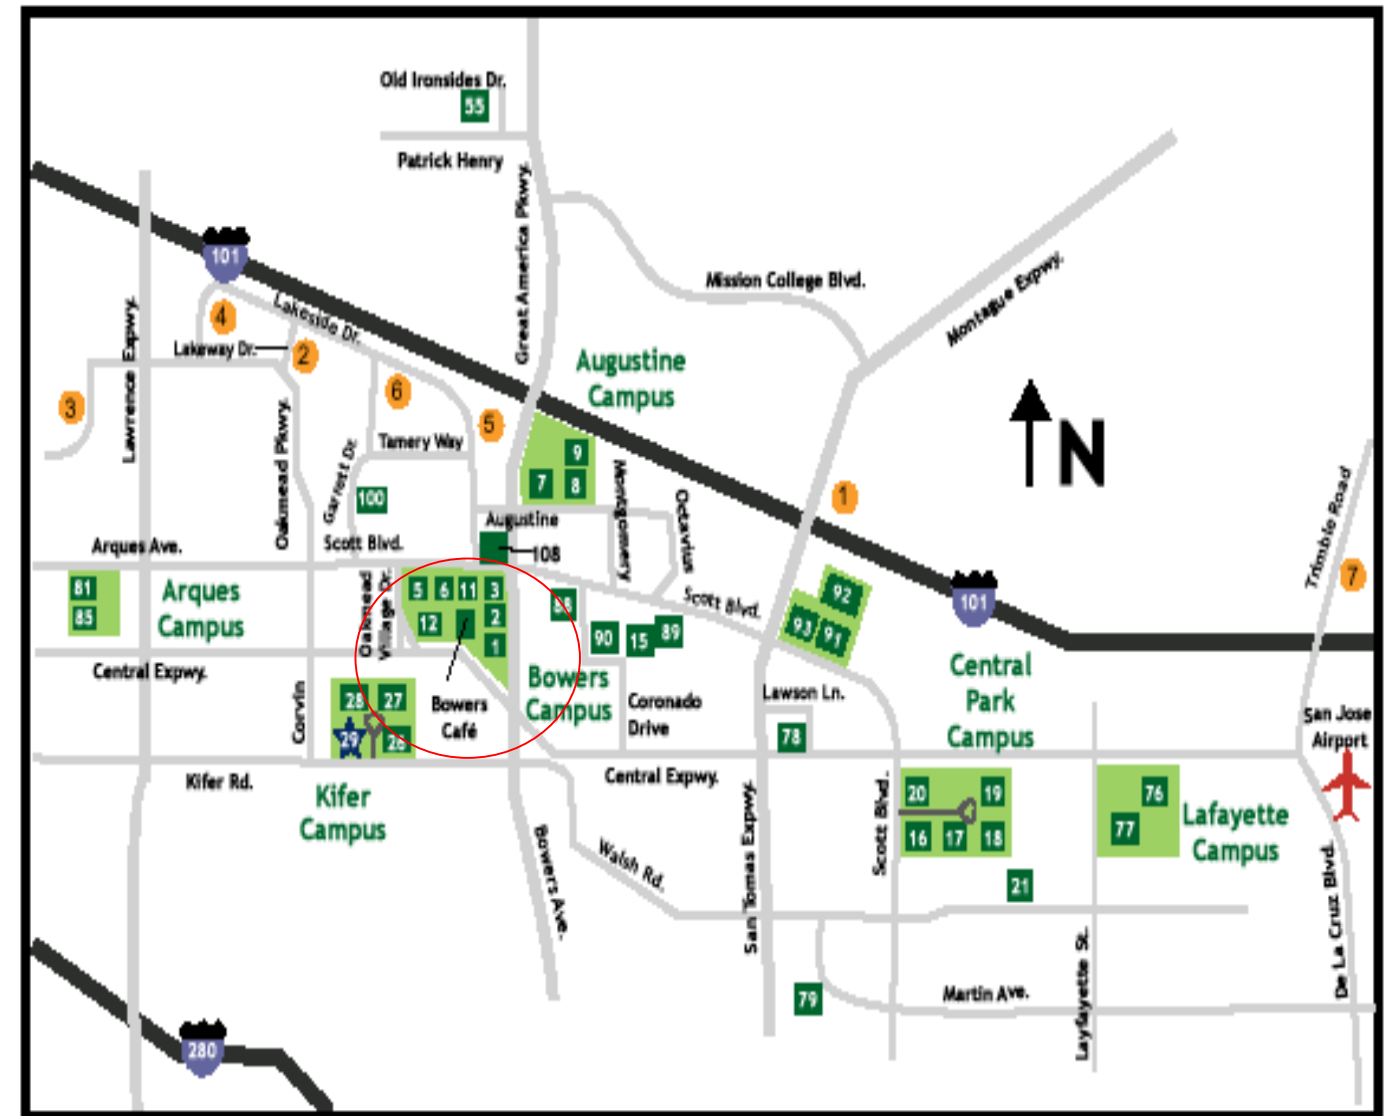 Old Ironsides Dr.
55
Patrick Henry
Great America Pkwy.
101
Mission College Blvd.
Montague Expwy.
4
Lakeside Dr.
Lakeway Dr.
2
Lawrence Expwy.
3
6
5
Augustine
Campus
N
Oakmead Pkwy.
Tamery Way
Garrett Dr.
100
9
7
8
Montgomery
Octavius
1
Trimble Road
7
Augustine
108
Arques Ave.
Scott Blvd.
81
85
Arques
Campus
Oakmead
Village Dr.
5
6
11
3
12
2
1
88
90
15
89
Scott Blvd.
92
93
91
101
Central Expwy.
Bowers
Café
Bowers
Campus
Coronado
Drive
Lawson Ln.
78
Central
Park
Campus
San Jose
Airport
Corvin
28
27
29
26
Kifer Rd.
Kifer
Campus
Central Expwy.
San Tomas Expwy.
Scott Blvd.
20
19
16
17
18
76
77
Lafayette
Campus
Bowers Ave.
Walsh Rd.
21
79
Martin Ave.
Layfayette St.
De La Cruz Blvd.
280